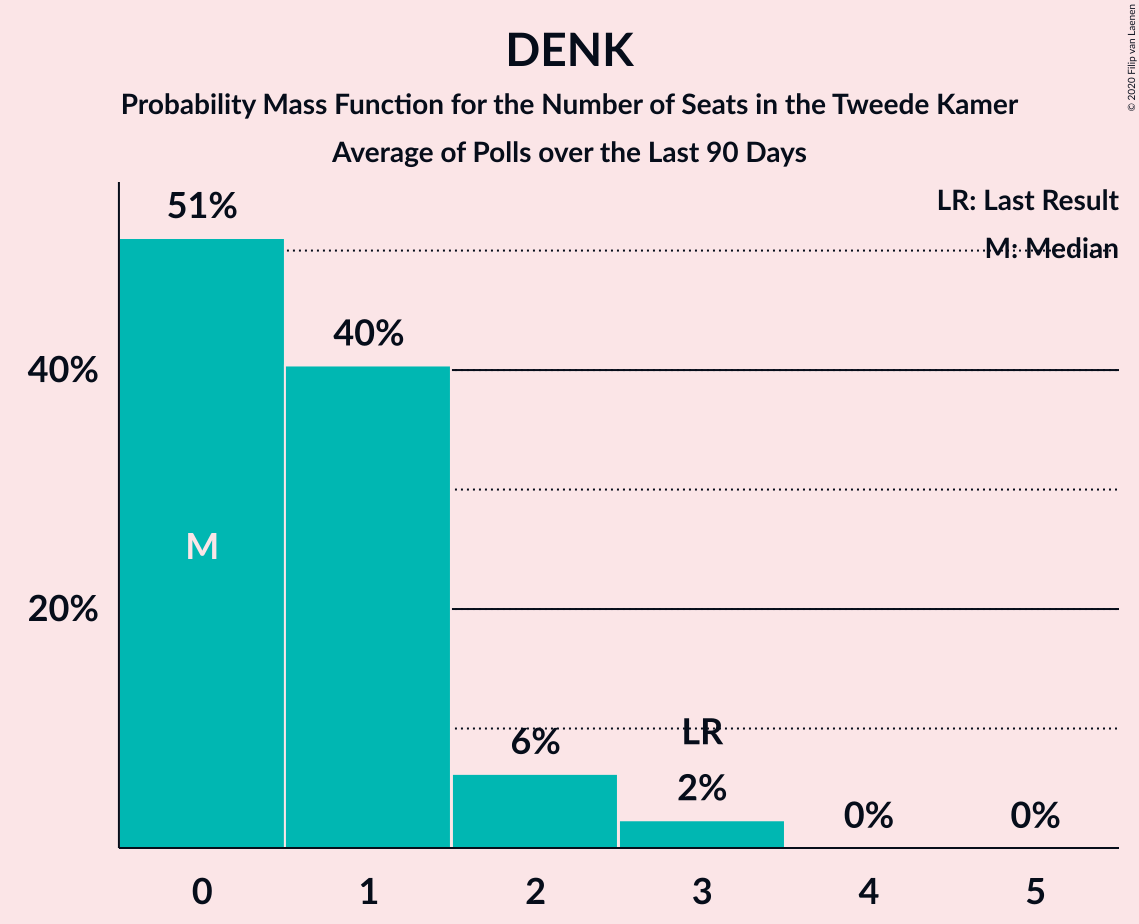 DENK
Probability Mass Function for the Number of Seats in the Tweede Kamer
Average of Polls over the Last 90 Days
© 2020 Filip van Laenen
LR: Last Result
M: Median
51%
40%
40%
M
20%
6%
LR
2%
0%
0%
0
1
2
3
4
5